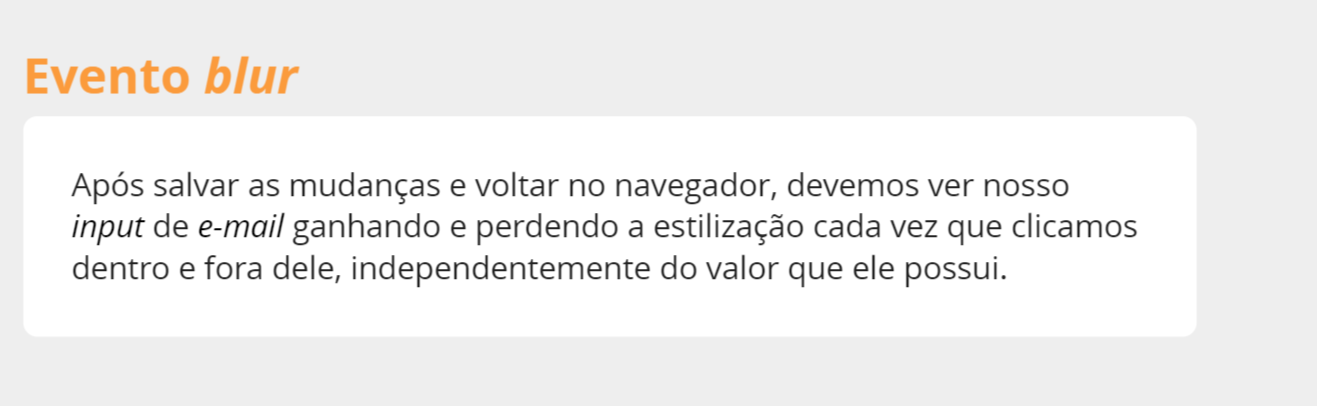 Evento blur
Após salvar as mudanças e voltar no navegador, devemos ver nosso
input de e-mail ganhando e perdendo a estilização cada vez que clicamos
dentro e fora dele, independentemente do valor que ele possui.